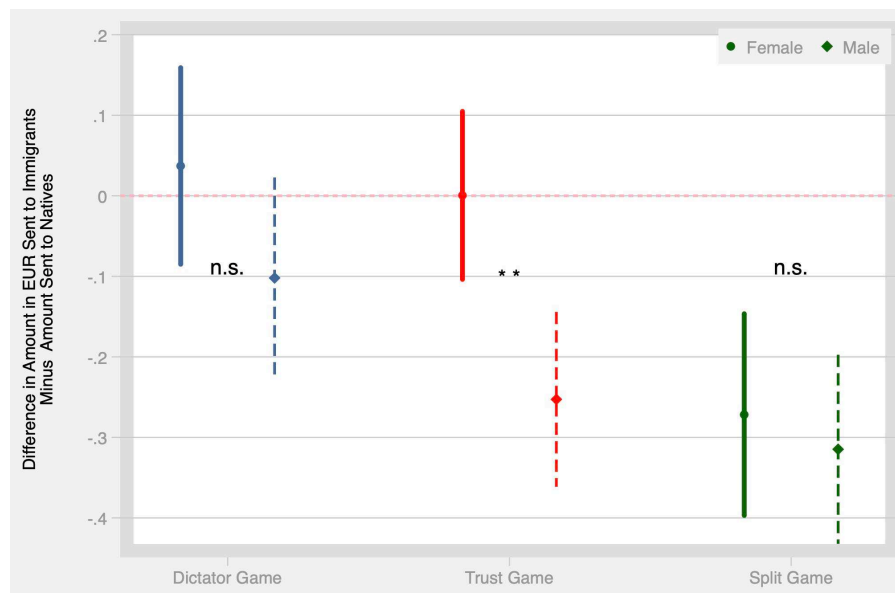 Difference in Amount in EUR Sent to Immigrants
Minus Amount Sent to Natives
.2
.1
0
-.1
-.2
-.3
-.4
Female Male
n.s.
**
n.s.
Dictator Game
Trust Game
Split Game